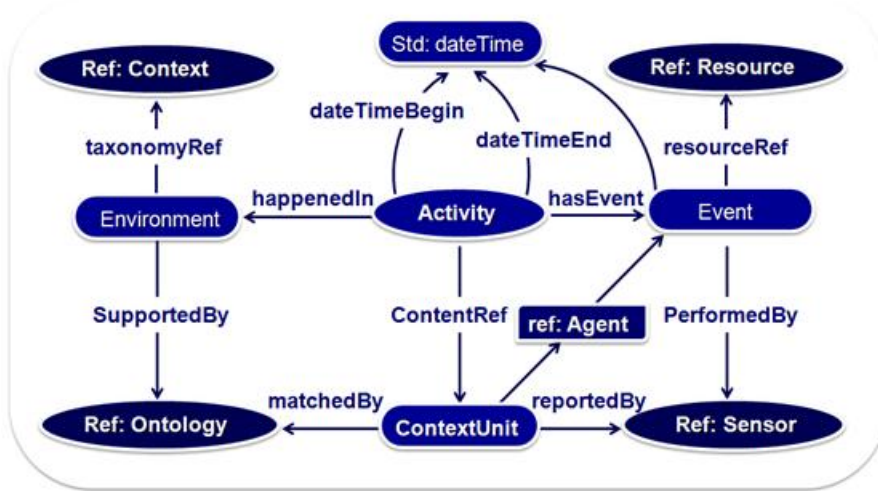 Std: dateTime
Ref: Context
Ref: Resource
dateTimeBegin
dateTimeEnd
taxonomyRef
resourceRef
happenedIn
hasEvent
Environment
Activity
Event
SupportedBy
ContentRef
ref: Agent
PerformedBy
matchedBy
reportedBy
Ref: Ontology
ContextUnit
Ref: Sensor